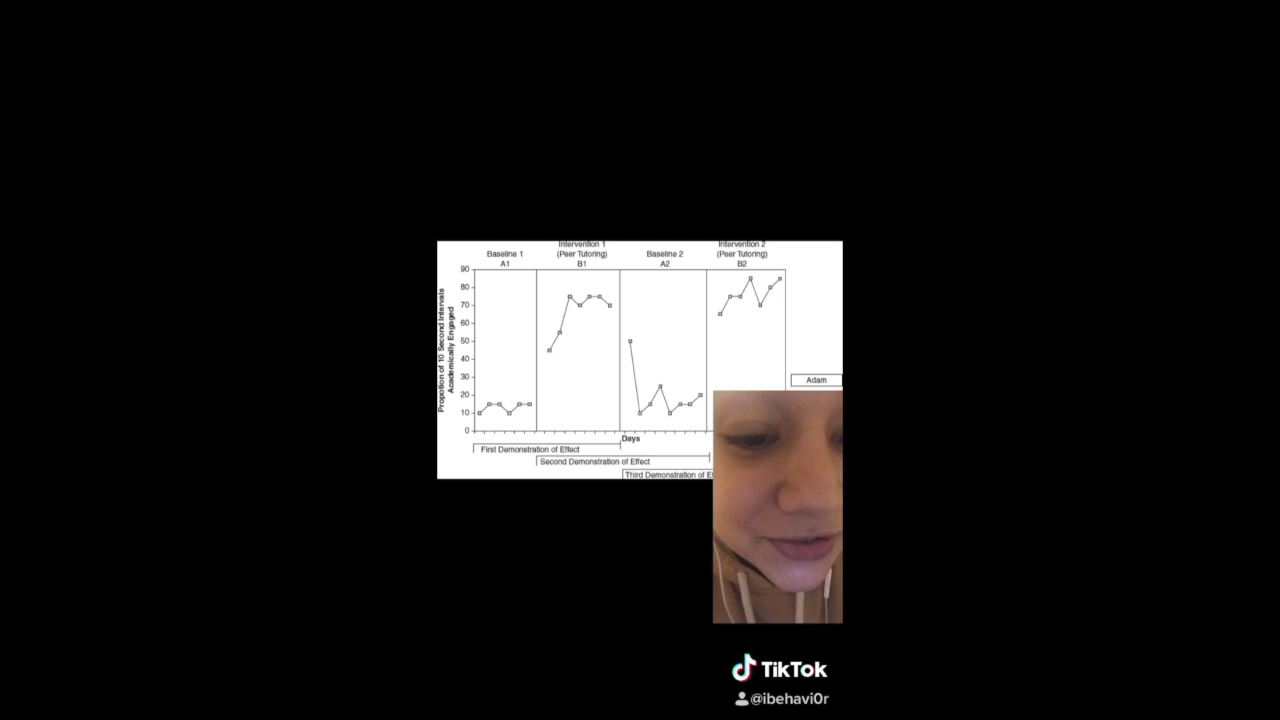 Baseline 1
A1
Intervention 1
(Peer Tutoring)
B1
Baseline 2
A2
Intervention 2
(Peer Tutoring)
B2
Propotion of 10 Second Intervals
Academically Engaged
90
80
70
60
50
40
30
20
10
0
Adam
Days
First Demonstration of Effect
Second Demonstration of Effect
Third Demonstration of
TikTok
@ibehavi0r